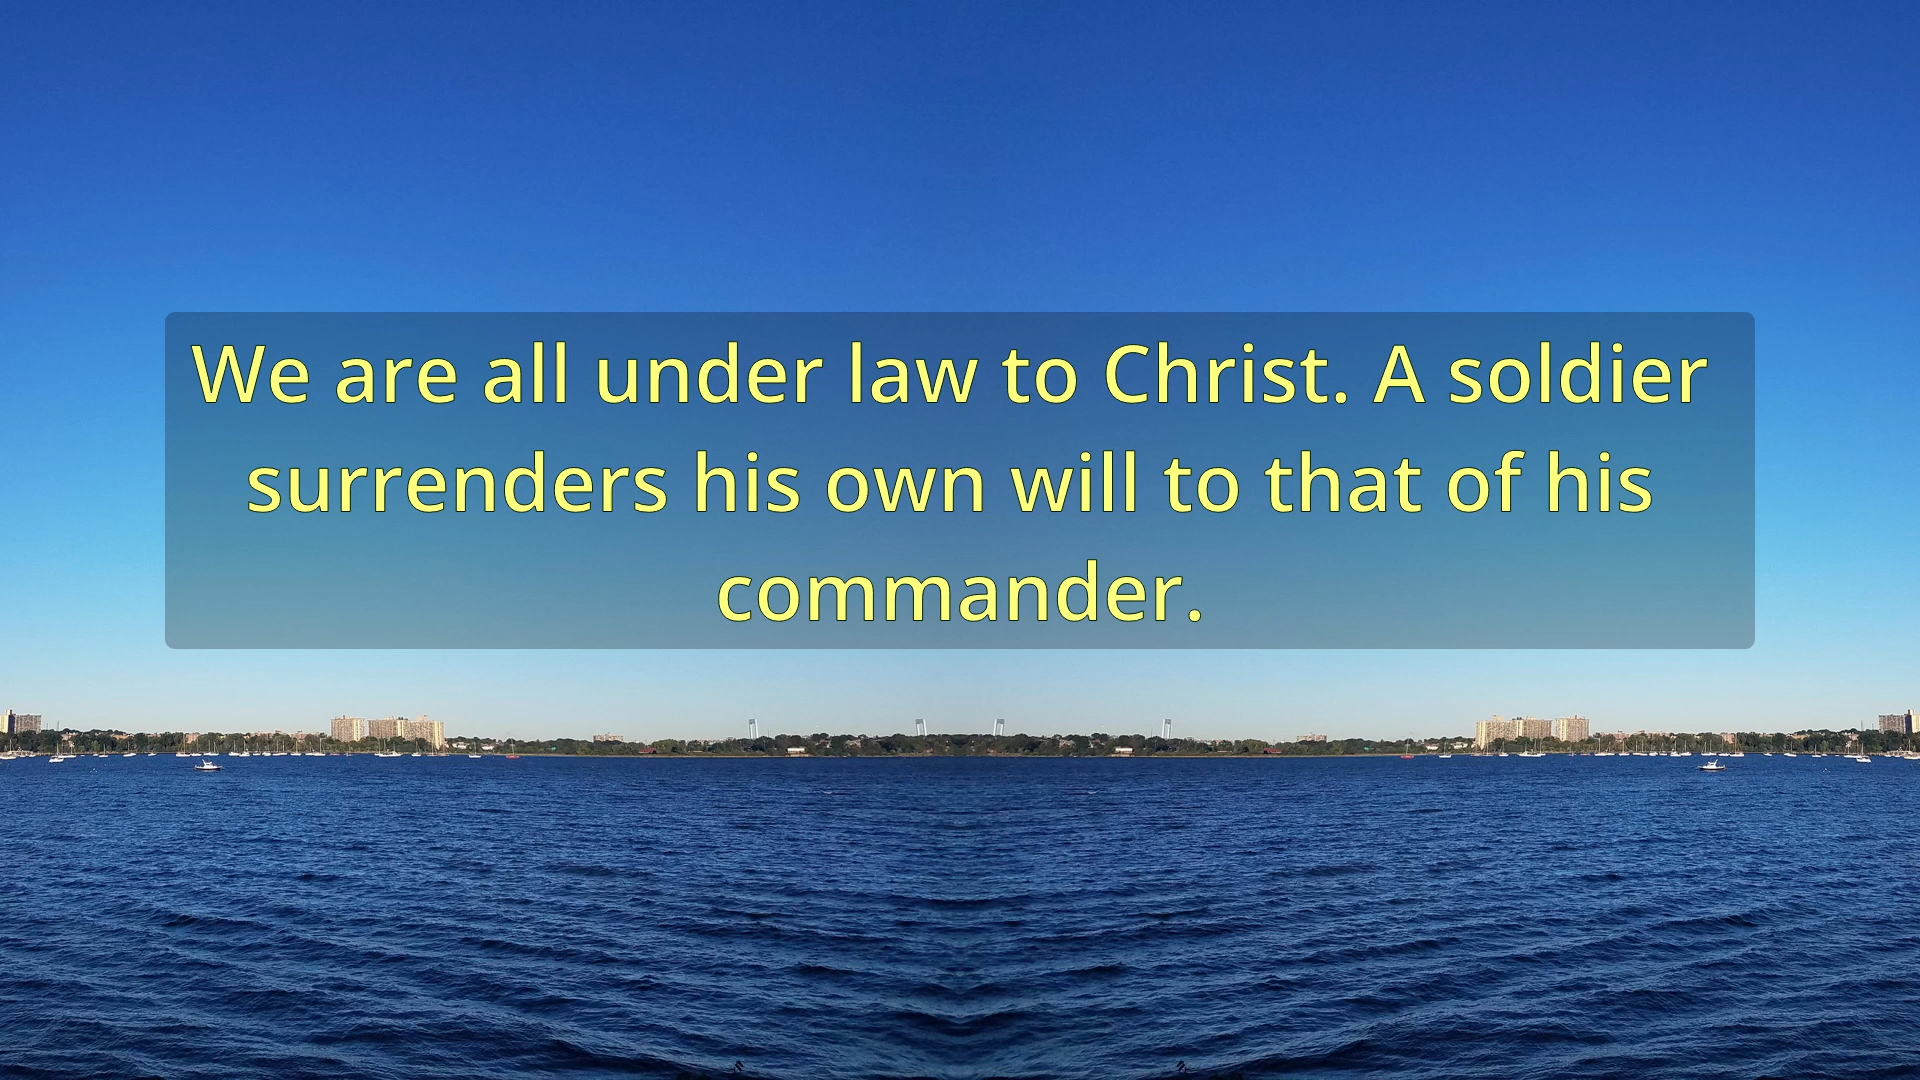 We are all under law to Christ. A soldier
surrenders his own will to that of his
commander.